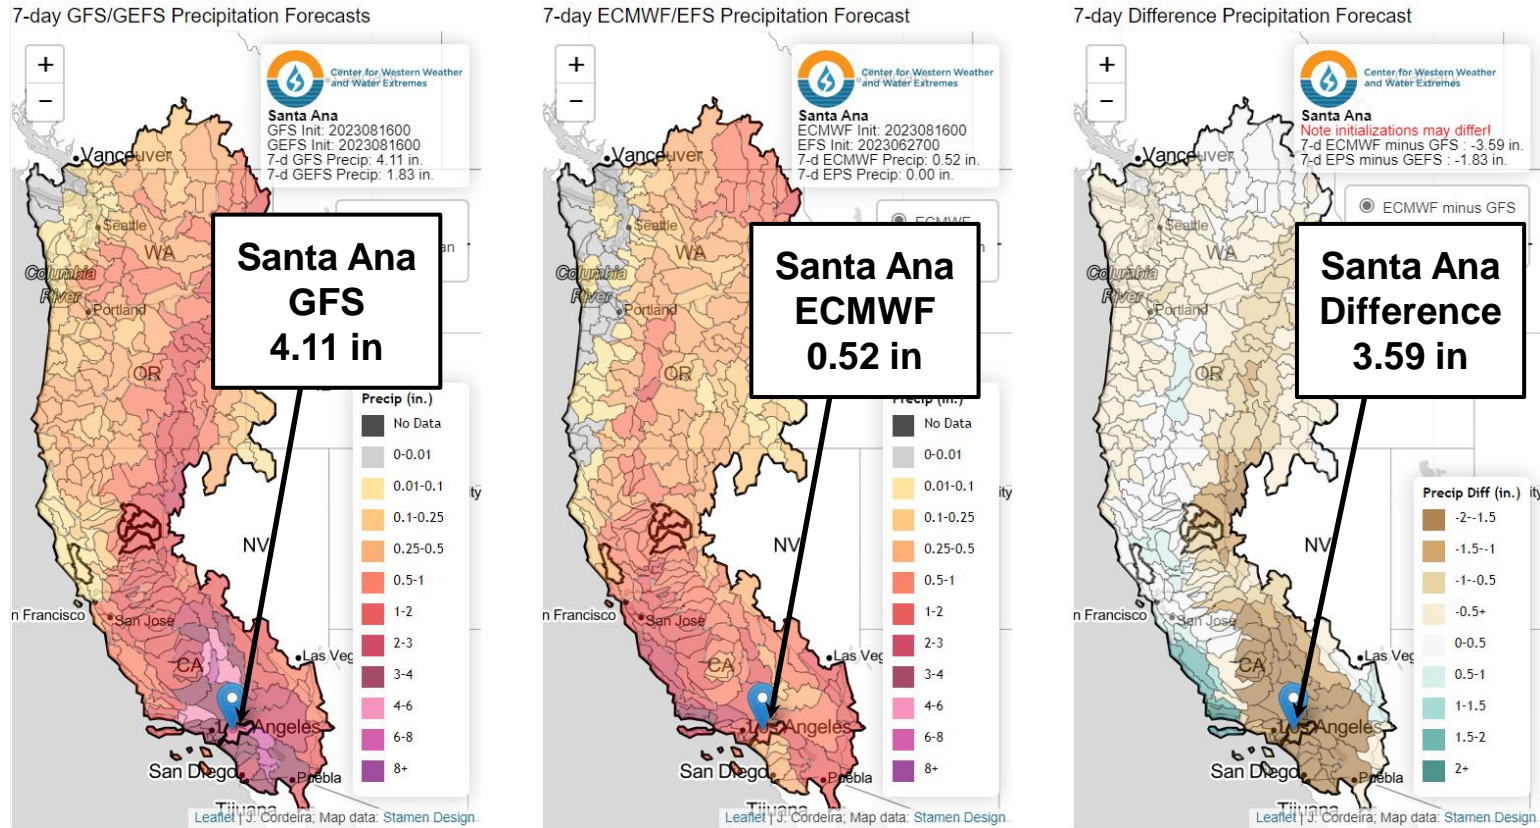 7-day GFS/GEFS Precipitation Forecasts
+
−
Center for Western Weather
and Water Extremes
Santa Ana
GFS Init: 2023081600
GEFS Init: 2023081600
7-d GFS Precip: 4.11 in.
7-d GEFS Precip: 1.83 in.
Vancouver
Seattle
WA
Columbia
River
Portland
OR
Santa Ana
GFS
4.11 in
Precip (in.)
No Data
0-0.01
0.01-0.1
0.1-0.25
0.25-0.5
0.5-1
1-2
2-3
3-4
4-6
6-8
8+
NV
n Francisco
San Jose
CA
Las Veg
Los Angeles
San Diego
Puebla
Tijuana
Leaflet | J. Cordeira; Map data: Stamen Design
7-day ECMWF/EFS Precipitation Forecast
+
−
Center for Western Weather
and Water Extremes
Santa Ana
ECMWF Init: 2023081600
EFS Init: 2023062700
7-d ECMWF Precip: 0.52 in.
7-d EPS Precip: 0.00 in.
ECMWF
Vancouver
Seattle
WA
Columbia
River
Portland
OR
Santa Ana
ECMWF
0.52 in
Precip (in.)
No Data
0-0.01
0.01-0.1
0.1-0.25
0.25-0.5
0.5-1
1-2
2-3
3-4
4-6
6-8
8+
ity
NV
n Francisco
San Jose
CA
Las Veg
Los Angeles
San Diego
Puebla
Tijuana
Leaflet | J. Cordeira; Map data: Stamen Design
7-day Difference Precipitation Forecast
+
−
Center for Western Weather
and Water Extremes
Santa Ana
Note initializations may differ!
7-d ECMWF minus GFS : -3.59 in.
7-d EPS minus GEFS : -1.83 in.
ECMWF minus GFS
Vancouver
Seattle
WA
Columbia
River
Portland
OR
Santa Ana
Difference
3.59 in
Precip Diff (in.)
-2--1.5
-1.5--1
-1--0.5
-0.5+
0-0.5
0.5-1
1-1.5
1.5-2
2+
ity
NV
n Francisco
San Jose
CA
Las Veg
Los Angeles
San Diego
Puebla
Tijuana
Leaflet | J. Cordeira; Map data: Stamen Design